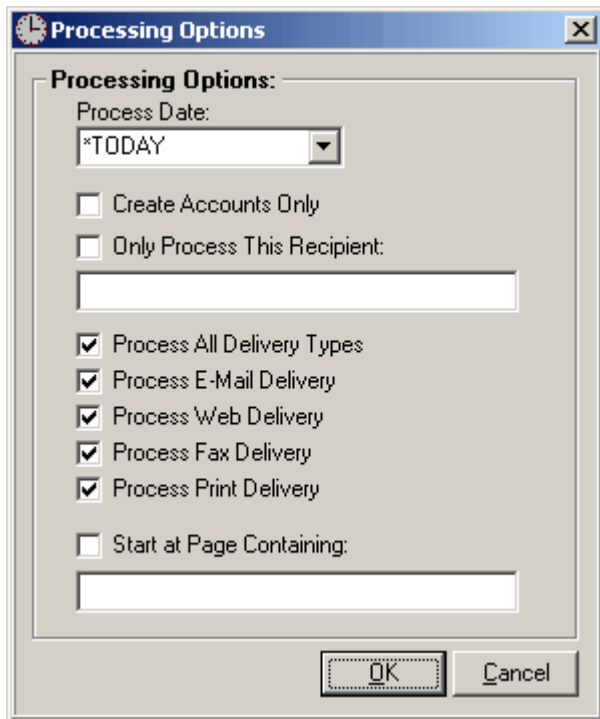 Processing Options
Processing Options:
Process Date:
*TODAY
Create Accounts Only
Only Process This Recipient:
Process All Delivery Types
Process E-Mail Delivery
Process Web Delivery
Process Fax Delivery
Process Print Delivery
Start at Page Containing:
OK Cancel